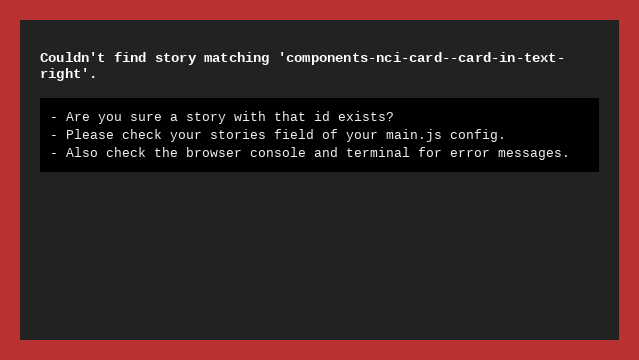 Couldn't find story matching 'components-nci-card--card-in-text-
right'.
- Are you sure a story with that id exists?
- Please check your stories field of your main.js config.
- Also check the browser console and terminal for error messages.